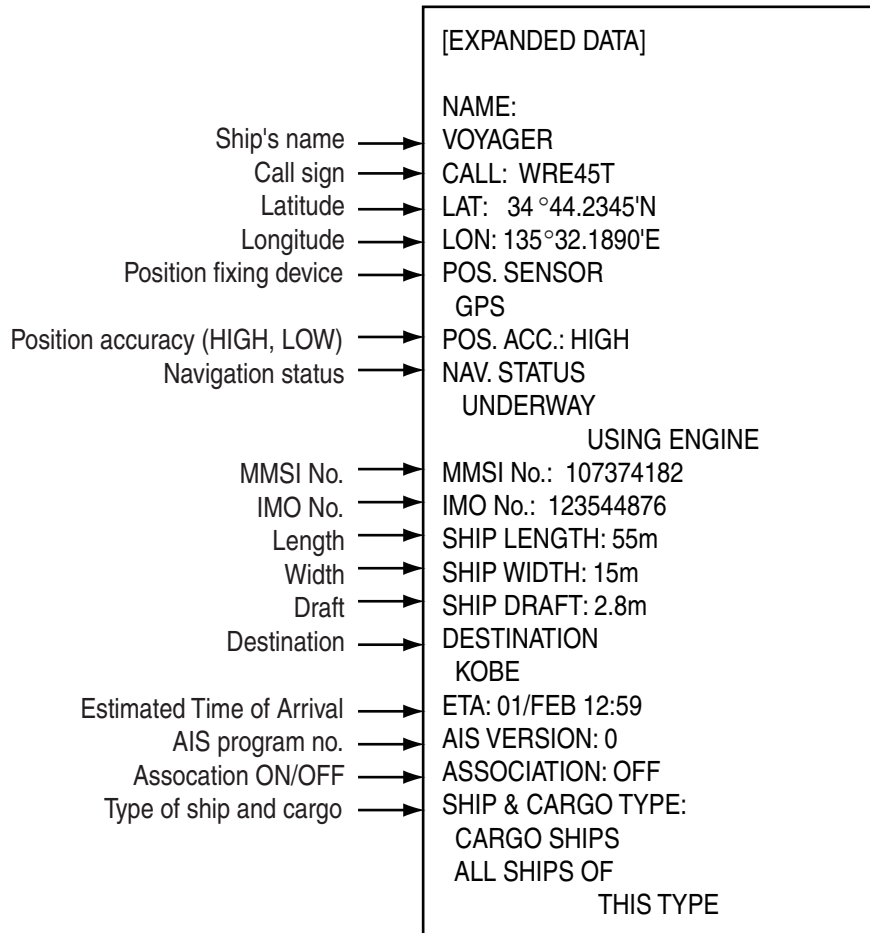 [EXPANDED DATA]
NAME:
Ship's name VOYAGER
Call sign CALL: WRE45T
Latitude LAT: 34°44.2345'N
Longitude LON: 135°32.1890'E
Position fixing device POS. SENSOR
GPS
Position accuracy (HIGH, LOW) POS. ACC.: HIGH
Navigation status NAV. STATUS
UNDERWAY
USING ENGINE
MMSI No. MMSI No.: 107374182
IMO No. IMO No.: 123544876
Length SHIP LENGTH: 55m
Width SHIP WIDTH: 15m
Draft SHIP DRAFT: 2.8m
Destination DESTINATION
KOBE
Estimated Time of Arrival ETA: 01/FEB 12:59
AIS program no. AIS VERSION: 0
Assocation ON/OFF ASSOCIATION: OFF
Type of ship and cargo SHIP & CARGO TYPE:
CARGO SHIPS
ALL SHIPS OF
THIS TYPE